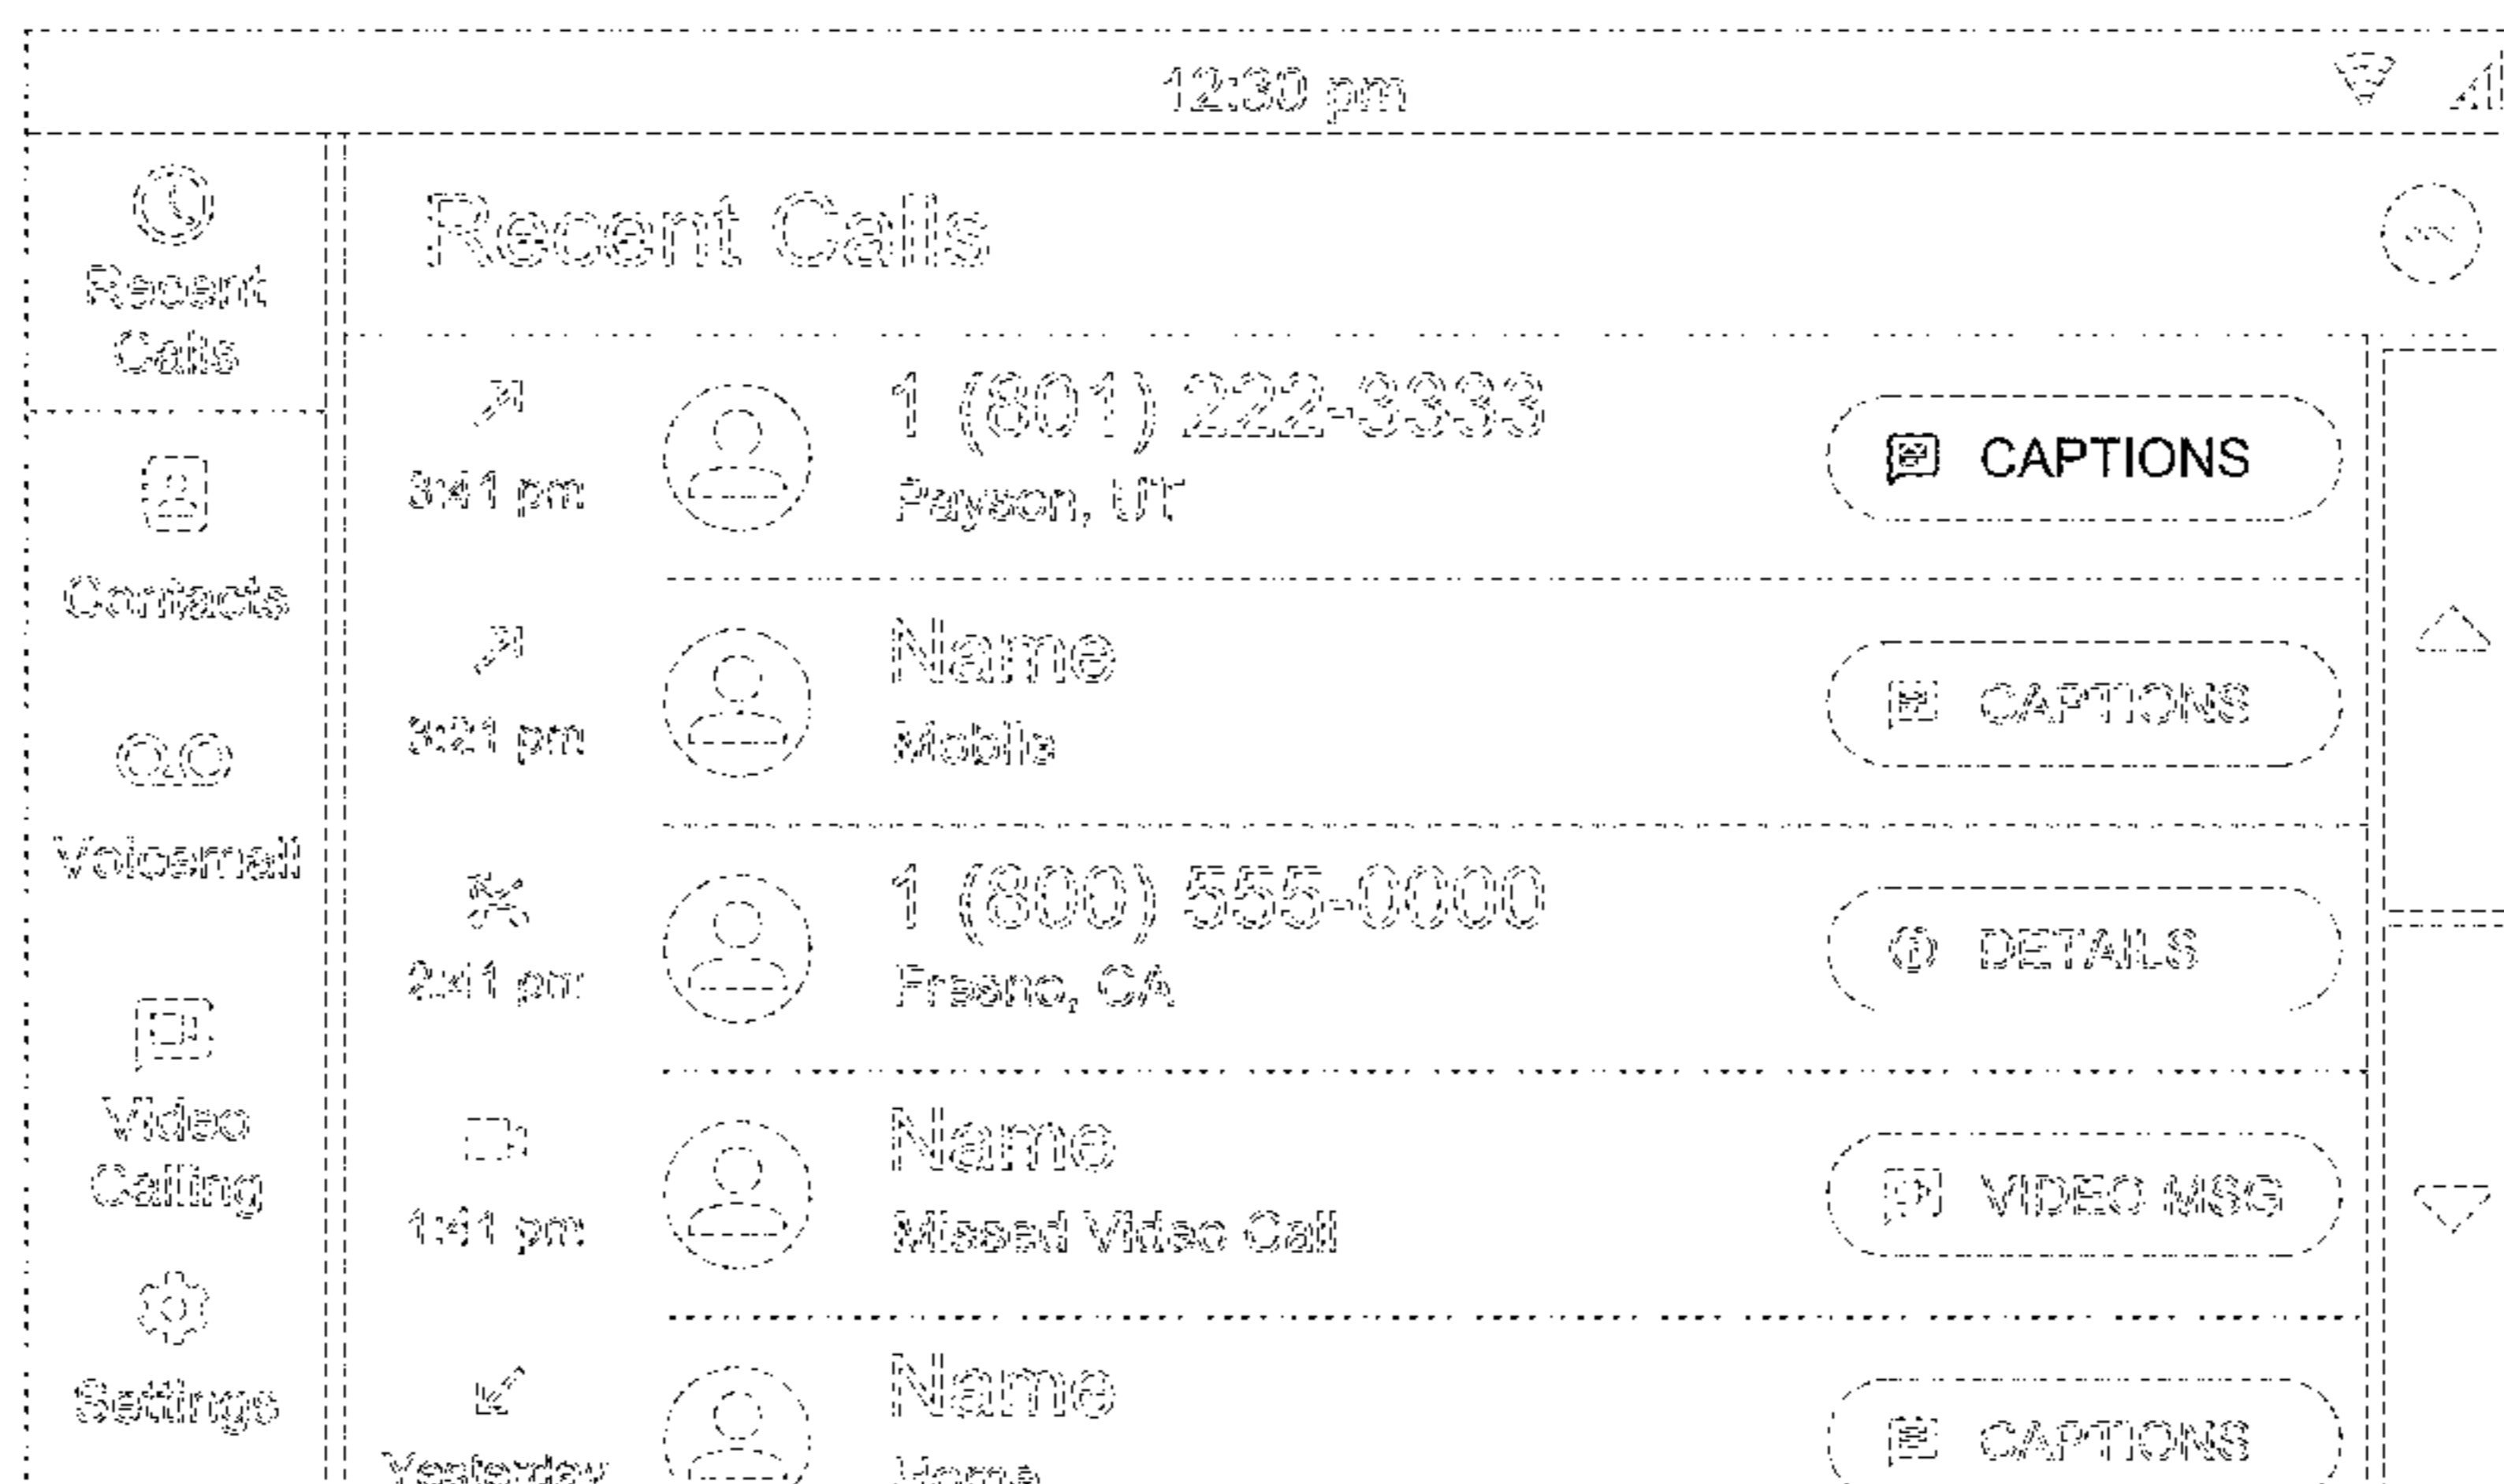 12:30 pm
Recent
Calls
Contacts
Voicemail
Video
Calling
Settings
Recent Calls
1 (801) 222-3333
3:41 pm
Payson, UT
CAPTIONS
Name
3:21 pm
Mobile
CAPTIONS
1 (800) 555-0000
2:41 pm
Fresno, CA
DETAILS
Name
1:41 pm
Missed Video Call
VIDEO MSG
Name
Yesterday
Home
CAPTIONS